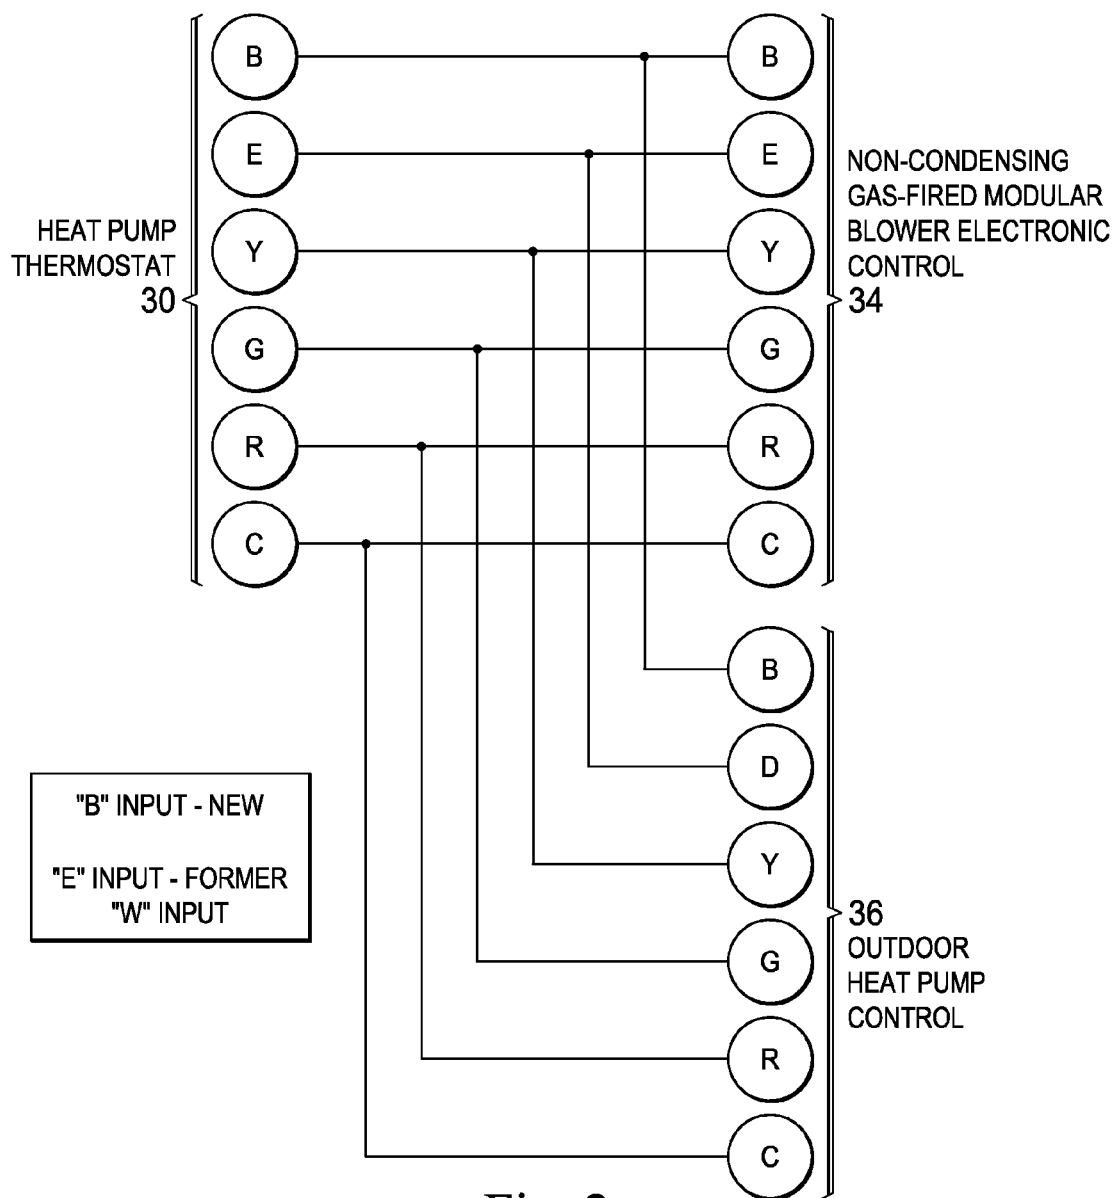 B
E
Y
G
R
C
HEAT PUMP
THERMOSTAT
30
B
E
Y
G
R
C
NON-CONDENSING
GAS-FIRED MODULAR
BLOWER ELECTRONIC
CONTROL
34
B
D
Y
G
R
C
36
OUTDOOR
HEAT PUMP
CONTROL
"B" INPUT - NEW
"E" INPUT - FORMER
"W" INPUT